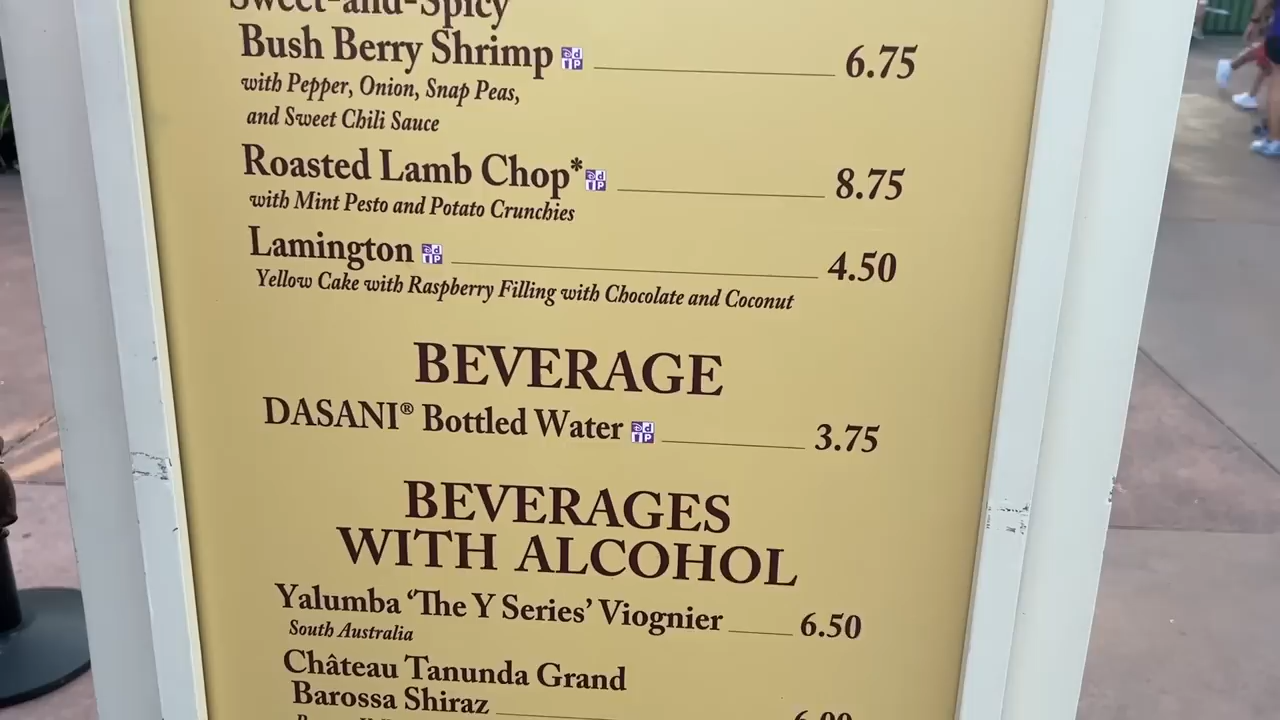 Sweet-and-Spicy
Bush Berry Shrimp 6.75
with Pepper, Onion, Snap Peas,
and Sweet Chili Sauce
Roasted Lamb Chop* 8.75
with Mint Pesto and Potato Crunchies
Lamington 4.50
Yellow Cake with Raspberry Filling with Chocolate and Coconut
BEVERAGE
DASANI® Bottled Water 3.75
BEVERAGES
WITH ALCOHOL
Yalumba ‘The Y Series’ Viognier 6.50
South Australia
Château Tanunda Grand
Barossa Shiraz